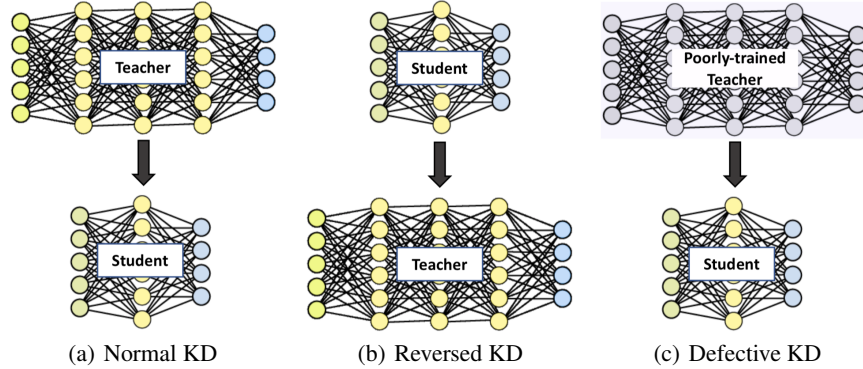 Teacher
Student
Poorly-trained
Teacher
Student
Teacher
Student
(a) Normal KD
(b) Reversed KD
(c) Defective KD